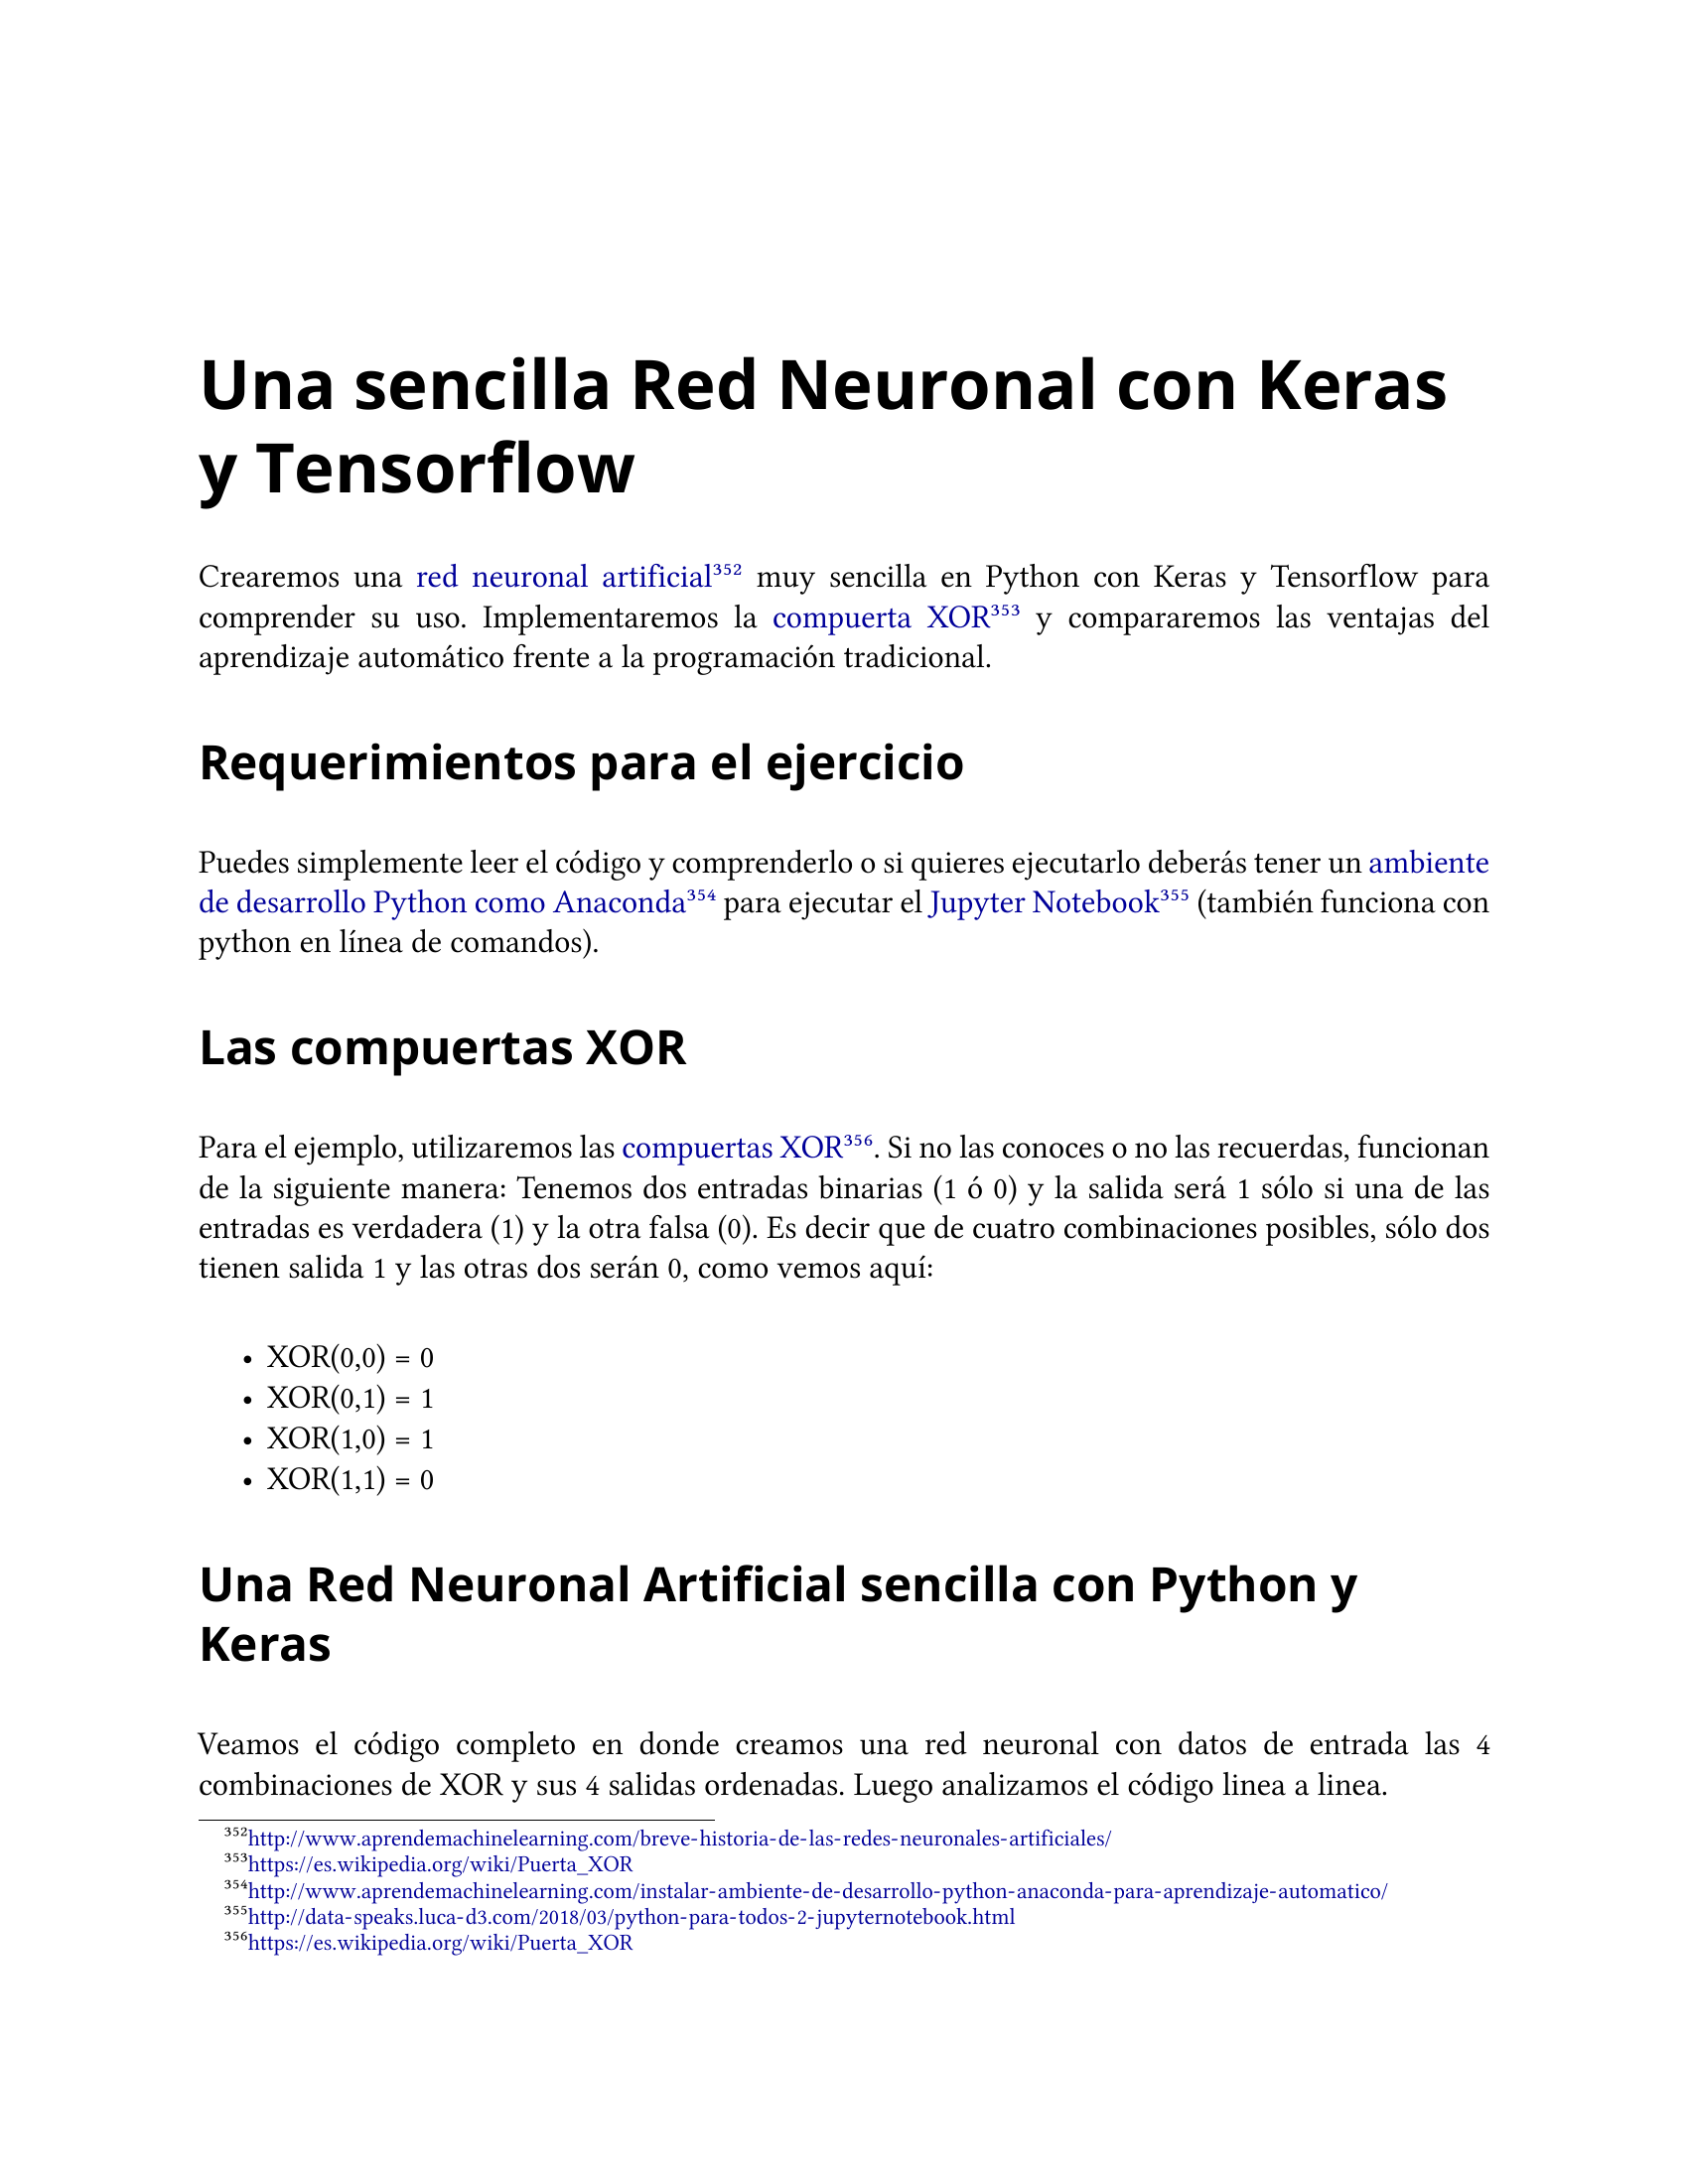 Una sencilla Red Neuronal con Keras
y Tensorflow
Crearemos una red neuronal artificial³⁵² muy sencilla en Python con Keras y Tensorflow para
comprender su uso. Implementaremos la compuerta XOR³⁵³ y compararemos las ventajas del
aprendizaje automático frente a la programación tradicional.
Requerimientos para el ejercicio
Puedes simplemente leer el código y comprenderlo o si quieres ejecutarlo deberás tener un ambiente
de desarrollo Python como Anaconda³⁵⁴ para ejecutar el Jupyter Notebook³⁵⁵ (también funciona con
python en línea de comandos).
Las compuertas XOR
Para el ejemplo, utilizaremos las compuertas XOR³⁵⁶. Si no las conoces o no las recuerdas, funcionan
de la siguiente manera: Tenemos dos entradas binarias (1 ó 0) y la salida será 1 sólo si una de las
entradas es verdadera (1) y la otra falsa (0). Es decir que de cuatro combinaciones posibles, sólo dos
tienen salida 1 y las otras dos serán 0, como vemos aquí:
• XOR(0,0) = 0
• XOR(0,1) = 1
• XOR(1,0) = 1
• XOR(1,1) = 0
Una Red Neuronal Artificial sencilla con Python y
Keras
Veamos el código completo en donde creamos una red neuronal con datos de entrada las 4
combinaciones de XOR y sus 4 salidas ordenadas. Luego analizamos el código linea a linea.
³⁵²http://www.aprendemachinelearning.com/breve-historia-de-las-redes-neuronales-artificiales/
³⁵³https://es.wikipedia.org/wiki/Puerta_XOR
³⁵⁴http://www.aprendemachinelearning.com/instalar-ambiente-de-desarrollo-python-anaconda-para-aprendizaje-automatico/
³⁵⁵http://data-speaks.luca-d3.com/2018/03/python-para-todos-2-jupyternotebook.html
³⁵⁶https://es.wikipedia.org/wiki/Puerta_XOR